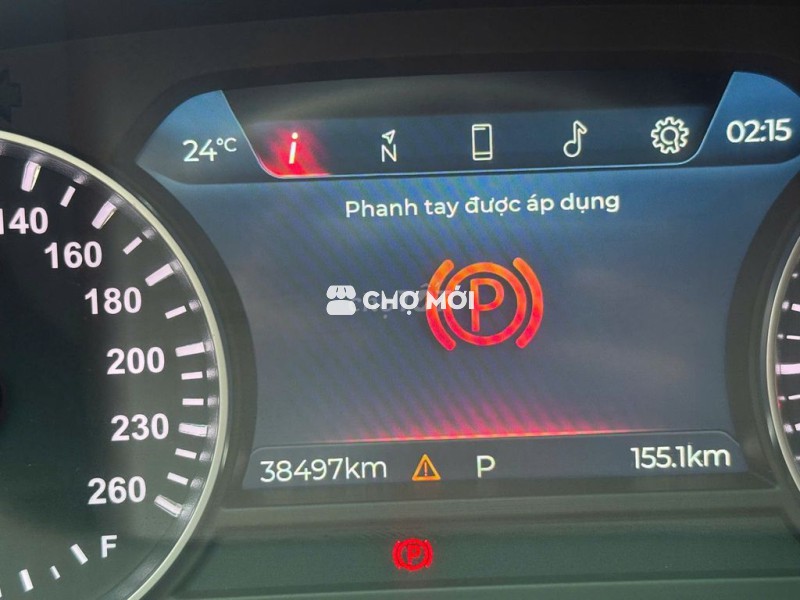 24°C
i
N
02:15
Phanh tay được áp dụng
CHỢ MỚI
P
140
160
180
200
230
260
F
38497km
P
155.1km
P